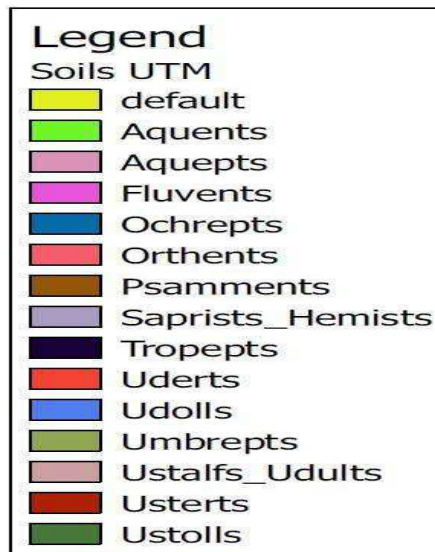 Legend
Soils UTM
default
Aquents
Aquepts
Fluvents
Ochrepts
Orthents
Psamments
Saprists_Hemists
Tropepts
Uderts
Udolls
Umbrepts
Ustalfs_Udults
Usterts
Ustolls